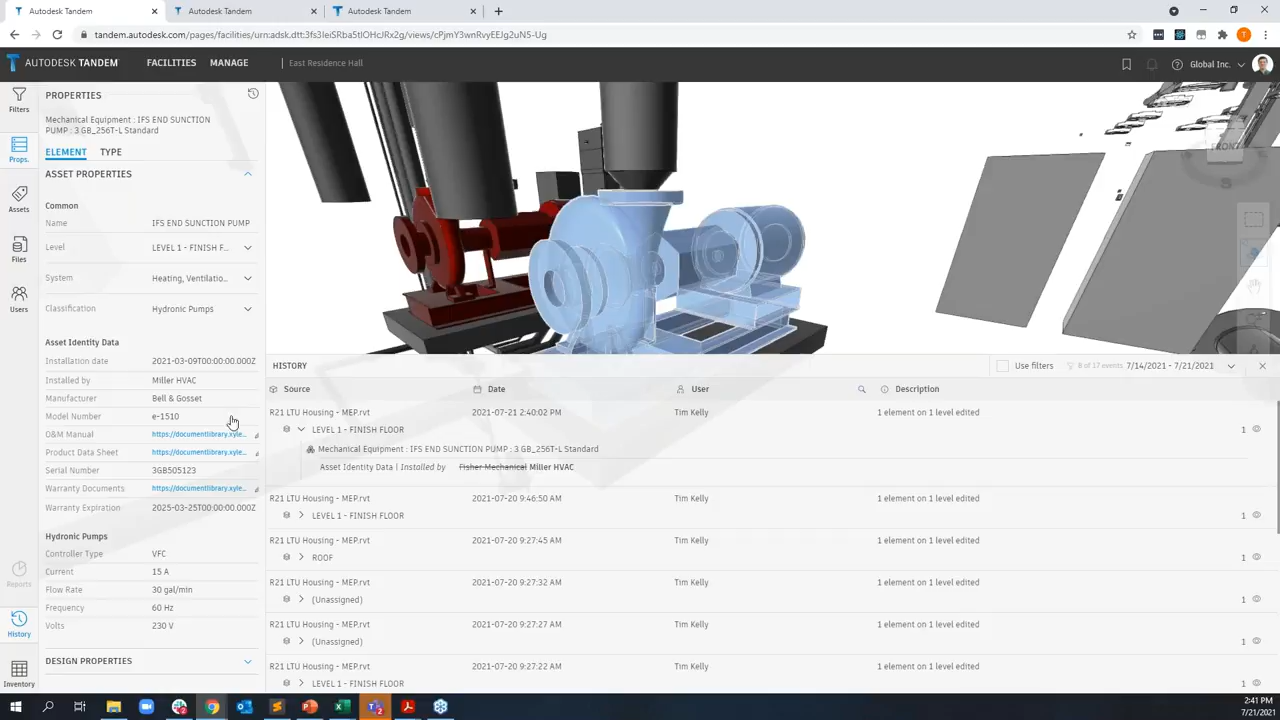 Autodesk Tandem
Autodesk Tandem
Autodesk Tandem
tandem.autodesk.com/pages/facilities/urn:adsk.dtt:3fs3IeiSRba5tIOHcJRx2g/views/cPjmY3wnRvyEEJg2uN5-Ug
T
AUTODESK TANDEM
FACILITIES
MANAGE
East Residence Hall
Global Inc.
Filters
Props.
Assets
Files
Users
Reports
History
Inventory
PROPERTIES
Mechanical Equipment : IFS END SUNCTION
PUMP : 3 GB_256T-L Standard
ELEMENT TYPE
ASSET PROPERTIES
Common
Name IFS END SUNCTION PUMP
Level LEVEL 1 - FINISH F...
System Heating, Ventilatio...
Classification Hydronic Pumps
Asset Identity Data
Installation date 2021-03-09T00:00:00.000Z
Installed by Miller HVAC
Manufacturer Bell & Gosset
Model Number e-1510
O&M Manual https://documentlibrary.xyle...
Product Data Sheet https://documentlibrary.xyle...
Serial Number 3GB505123
Warranty Documents https://documentlibrary.xyle...
Warranty Expiration 2025-03-25T00:00:00.000Z
Hydronic Pumps
Controller Type VFC
Current 15 A
Flow Rate 30 gal/min
Frequency 60 Hz
Volts 230 V
DESIGN PROPERTIES
FRONT
S
HISTORY
Use filters 8 of 17 events 7/14/2021 - 7/21/2021
Source Date User Description
R21 LTU Housing - MEP.rvt 2021-07-21 2:40:02 PM Tim Kelly 1 element on 1 level edited
LEVEL 1 - FINISH FLOOR 1
Mechanical Equipment : IFS END SUNCTION PUMP : 3 GB_256T-L Standard
Asset Identity Data | Installed by Fisher Mechanical Miller HVAC
R21 LTU Housing - MEP.rvt 2021-07-20 9:46:50 AM Tim Kelly 1 element on 1 level edited
LEVEL 1 - FINISH FLOOR 1
R21 LTU Housing - MEP.rvt 2021-07-20 9:27:45 AM Tim Kelly 1 element on 1 level edited
ROOF 1
R21 LTU Housing - MEP.rvt 2021-07-20 9:27:32 AM Tim Kelly 1 element on 1 level edited
(Unassigned) 1
R21 LTU Housing - MEP.rvt 2021-07-20 9:27:27 AM Tim Kelly 1 element on 1 level edited
(Unassigned) 1
R21 LTU Housing - MEP.rvt 2021-07-20 9:27:22 AM Tim Kelly 1 element on 1 level edited
LEVEL 1 - FINISH FLOOR 1
2:41 PM
7/21/2021